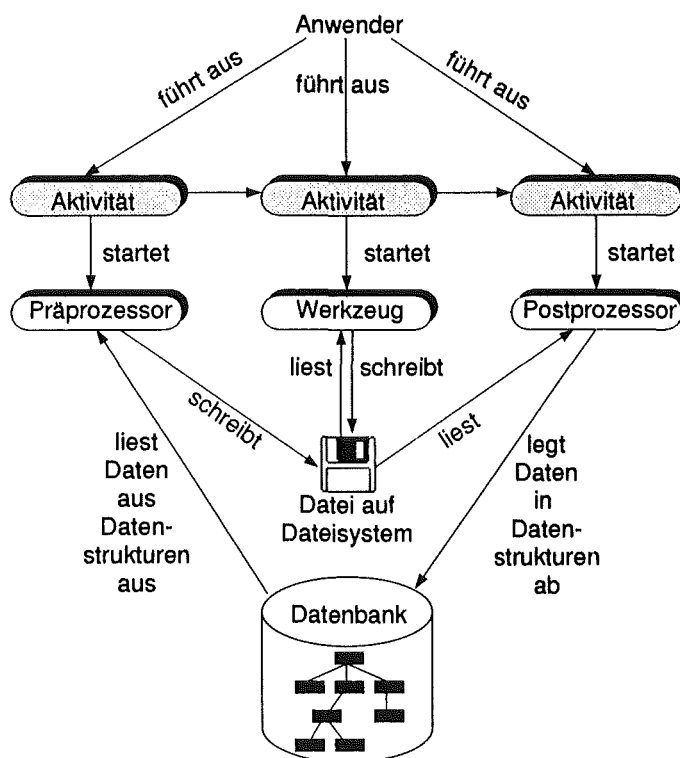 Anwender
führt aus
führt aus
führt aus
Aktivität
Aktivität
Aktivität
startet
startet
startet
Präprozessor
Werkzeug
Postprozessor
liest
schreibt
schreibt
liest
liest
Daten
aus
Daten-
strukturen
aus
Datei auf
Dateisystem
legt
Daten
in
Daten-
strukturen
ab
Datenbank